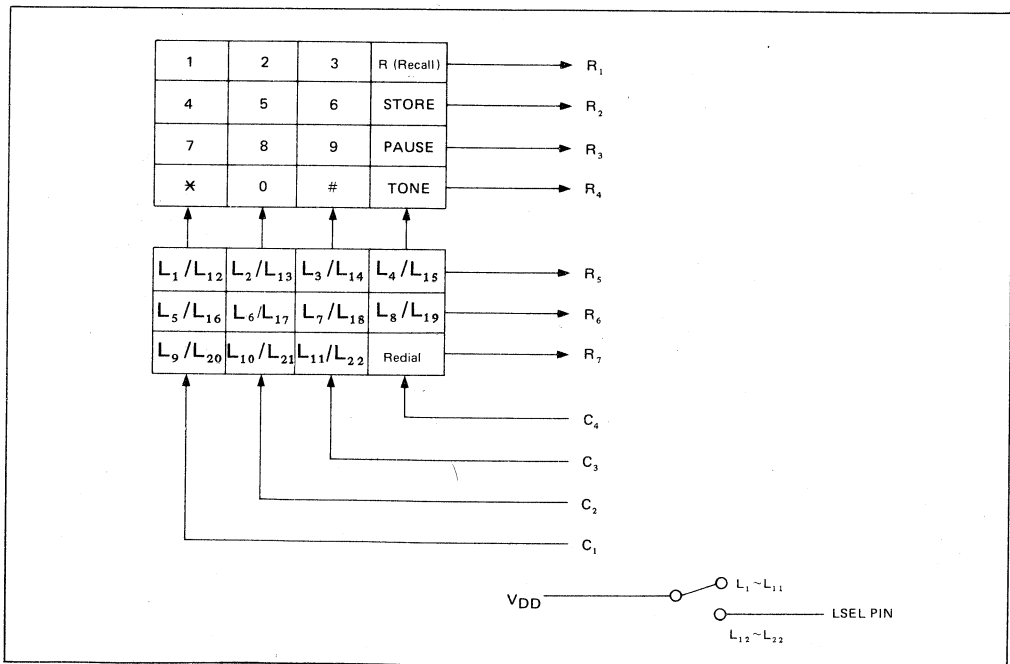 1 2 3 R (Recall) R₁
4 5 6 STORE R₂
7 8 9 PAUSE R₃
* 0 # TONE R₄
L₁/L₁₂ L₂/L₁₃ L₃/L₁₄ L₄/L₁₅ R₅
L₅/L₁₆ L₆/L₁₇ L₇/L₁₈ L₈/L₁₉ R₆
L₉/L₂₀ L₁₀/L₂₁ L₁₁/L₂₂ Redial R₇
C₄
C₃
C₂
C₁
L₁~L₁₁
VDD
LSEL PIN
L₁₂~L₂₂